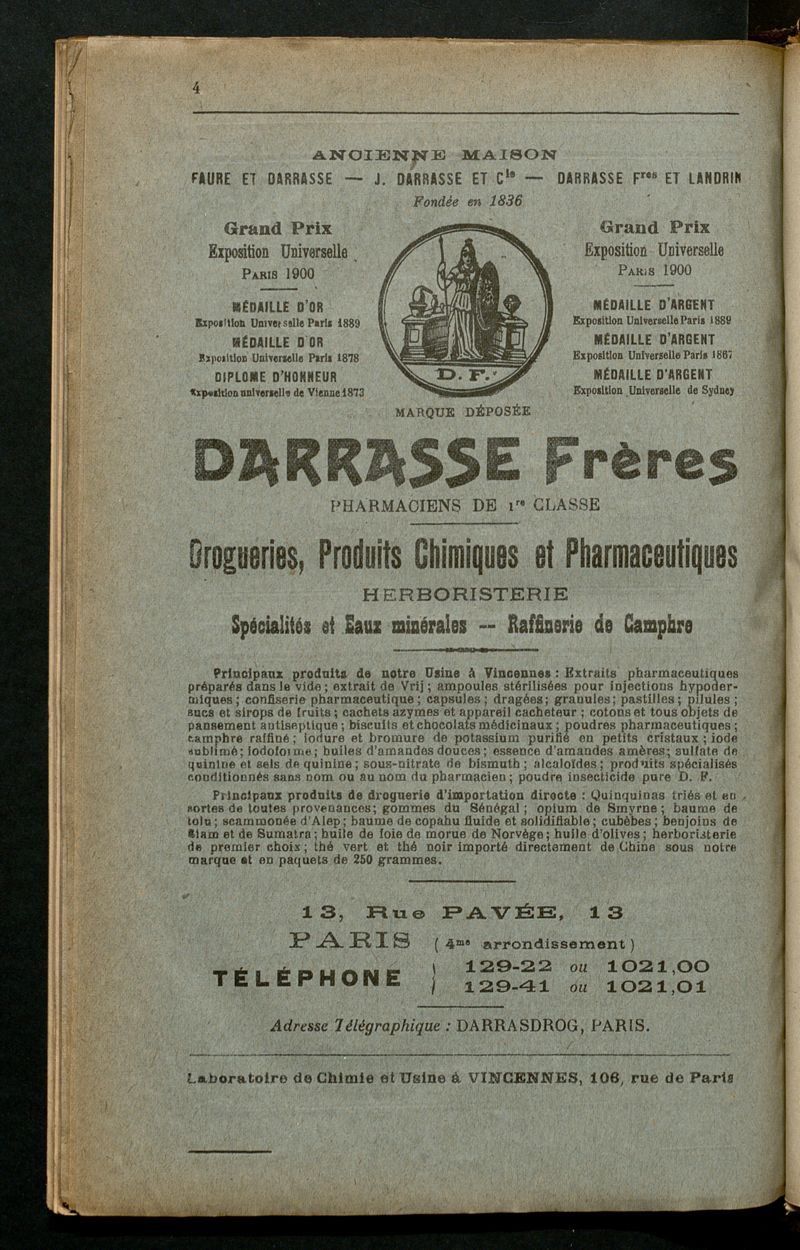 4
ANCIENNE MAISON
FAURE ET DARRASSE — J. DARRASSE ET Cie — DARRASSE Fres ET LANDRIN
Fondée en 1836
Grand Prix
Exposition Universelle
PARIS 1900
MÉDAILLE D'OR
Exposition Universelle Paris 1889
MÉDAILLE D'OR
Exposition Universelle Paris 1878
DIPLOME D'HONNEUR
Exposition universelle de Vienne 1873
D. F.
MARQUE DÉPOSÉE
Grand Prix
Exposition Universelle
PARIS 1900
MÉDAILLE D'ARGENT
Exposition Universelle Paris 1889
MÉDAILLE D'ARGENT
Exposition Universelle Paris 1867
MÉDAILLE D'ARGENT
Exposition Universelle de Sydney
DARRASSE Frères
PHARMACIENS DE 1re CLASSE
Drogueries, Produits Chimiques et Pharmaceutiques
HERBORISTERIE
Spécialités et Eaux minérales — Raffinerie de Camphre
Principaux produits de notre Usine à Vincennes : Extraits pharmaceutiques
préparés dans le vide ; extrait de Vrij ; ampoules stérilisées pour injections hypoder-
miques ; confiserie pharmaceutique ; capsules ; dragées ; granules ; pastilles ; pilules ;
sucs et sirops de fruits ; cachets azymes et appareil cacheteur ; cotons et tous objets de
pansement antiseptique ; biscuits et chocolats médicinaux ; poudres pharmaceutiques ;
camphre raffiné ; iodure et bromure de potassium purifié en petits cristaux ; iode
sublimé ; iodoforme ; huiles d'amandes douces ; essence d'amandes amères ; sulfate de
quinine et sels de quinine ; sous-nitrate de bismuth ; alcaloïdes ; produits spécialisés
conditionnés sans nom ou au nom du pharmacien ; poudre insecticide pure D. F.
Principaux produits de droguerie d'importation directe : Quinquinas triés et en
sortes de toutes provenances ; gommes du Sénégal ; opium de Smyrne ; baume de
tolu ; scammonée d'Alep ; baume de copahu fluide et solidifiable ; cubèbes ; benjoins de
Siam et de Sumatra ; huile de foie de morue de Norvège ; huile d'olives ; herboristerie
de premier choix ; thé vert et thé noir importé directement de Chine sous notre
marque et en paquets de 250 grammes.
13, Rue PAVÉE, 13
PARIS (4me arrondissement)
TÉLÉPHONE
129-22 ou 1021,00
129-41 ou 1021,01
Adresse Télégraphique : DARRASDROG, PARIS.
Laboratoire de Chimie et Usine à VINCENNES, 106, rue de Paris